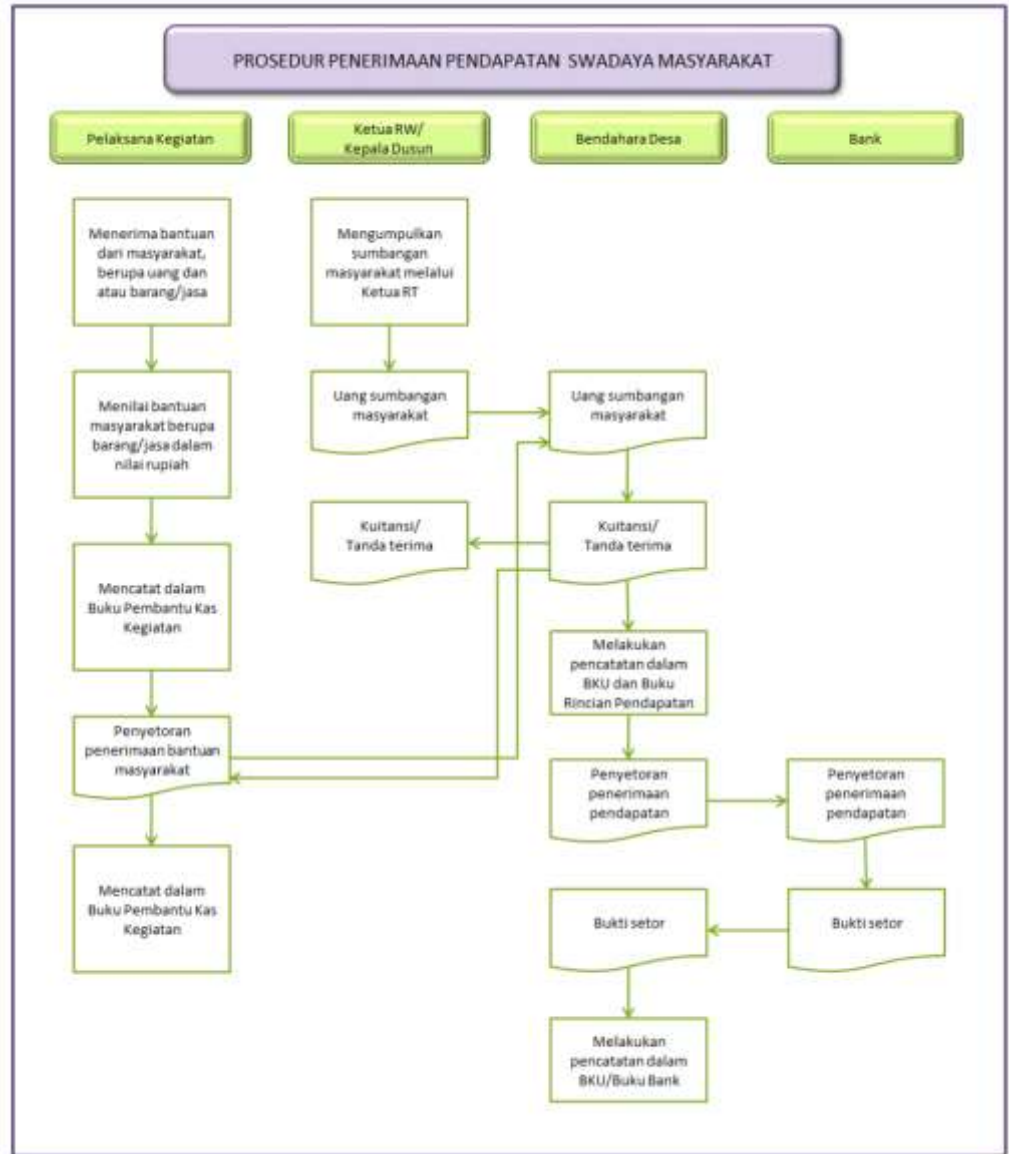 PROSEDUR PENERIMAAN PENDAPATAN SWADAYA MASYARAKAT
Pelaksana Kegiatan
Ketua RW/
Kepala Dusun
Bendahara Desa
Bank
Menerima bantuan
dari masyarakat,
berupa uang dan
atau barang/jasa
Mengumpulkan
sumbangan
masyarakat melalui
Ketua RT
Menilai bantuan
masyarakat berupa
barang/jasa dalam
nilai rupiah
Uang sumbangan
masyarakat
Uang sumbangan
masyarakat
Kuitansi/
Tanda terima
Kuitansi/
Tanda terima
Mencatat dalam
Buku Pembantu Kas
Kegiatan
Melakukan
pencatatan dalam
BKU dan Buku
Rincian Pendapatan
Penyetoran
penerimaan bantuan
masyarakat
Penyetoran
penerimaan
pendapatan
Penyetoran
penerimaan
pendapatan
Mencatat dalam
Buku Pembantu Kas
Kegiatan
Bukti setor
Bukti setor
Melakukan
pencatatan dalam
BKU/Buku Bank